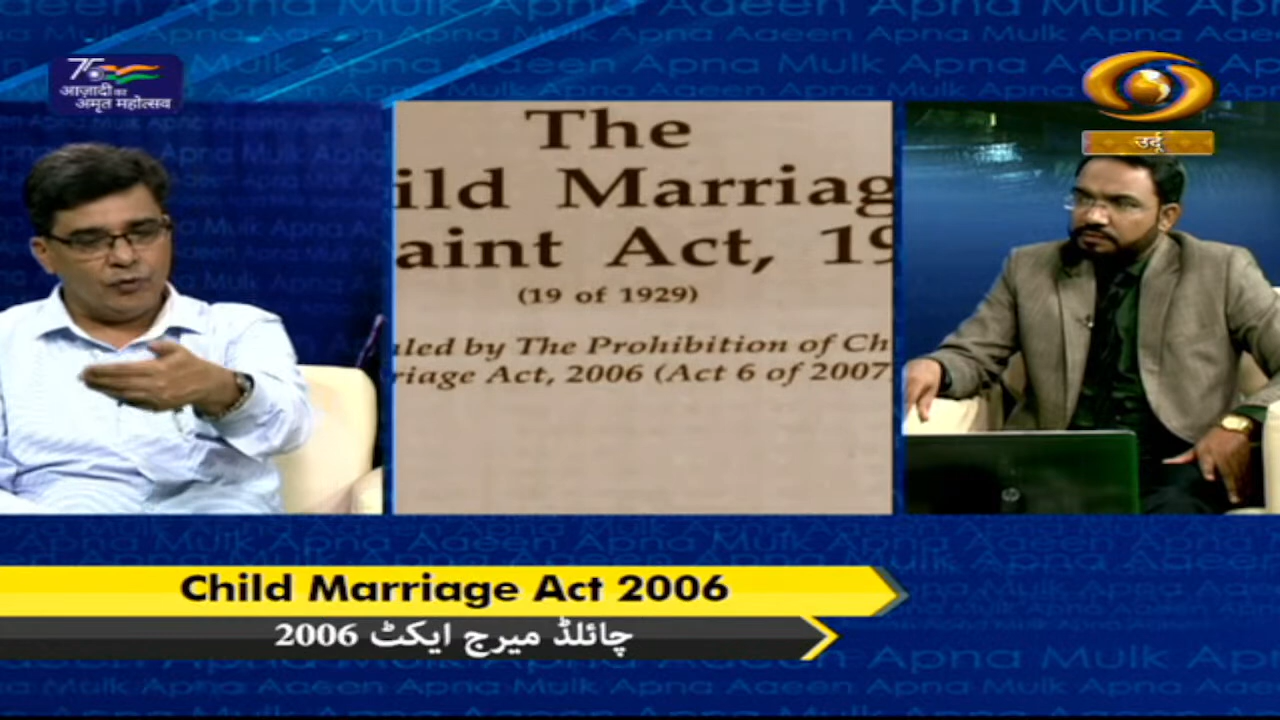 Apna Mulk Apna Aaeen
75
आज़ादी का
अमृत महोत्सव
उर्दू
The
ild Marriag
aint Act, 19
(19 of 1929)
led by The Prohibition of Ch
riage Act, 2006 (Act 6 of 2007
Child Marriage Act 2006
چائلڈ میرج ایکٹ 2006